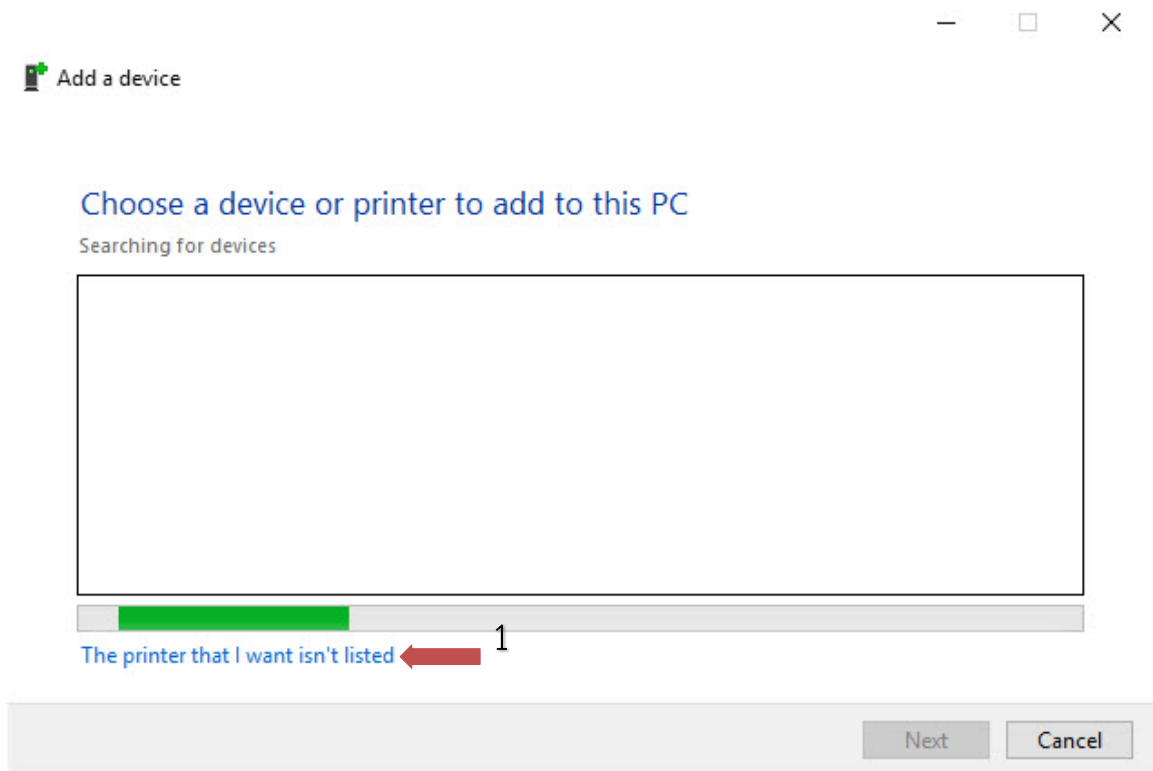 Add a device
Choose a device or printer to add to this PC
Searching for devices
1
The printer that I want isn't listed
Next
Cancel